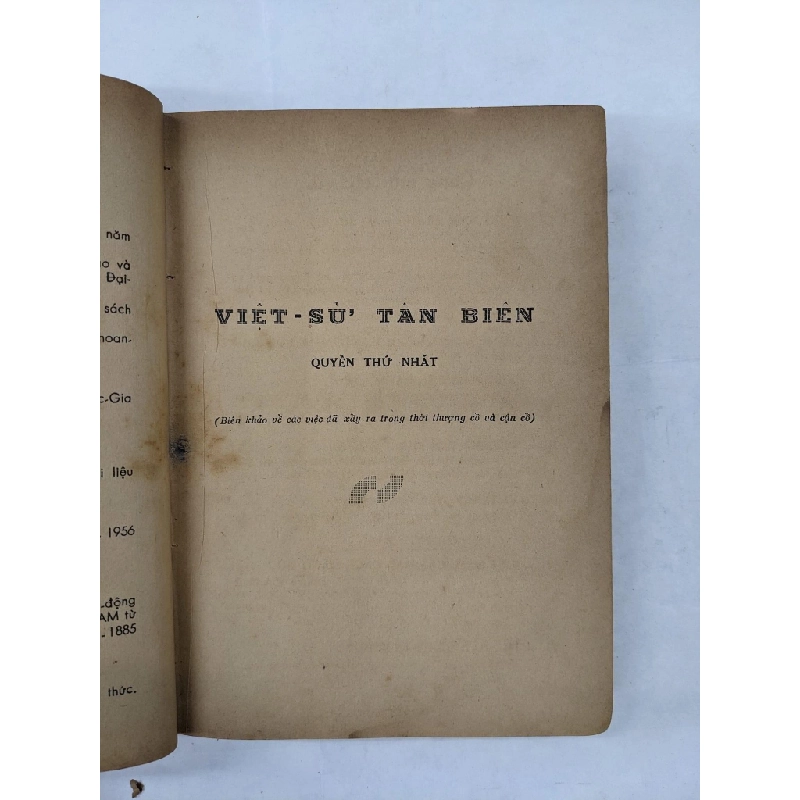 năm
và
Đại-
sách
hoan.
c-Gia
liệu
1956
-động
AM từ
1885
thức.
VIỆT-SỬ TÂN BIÊN
QUYỂN THỨ NHẤT
(Biên khảo về các việc đã xẩy ra trong thời thượng cổ và cận cổ)